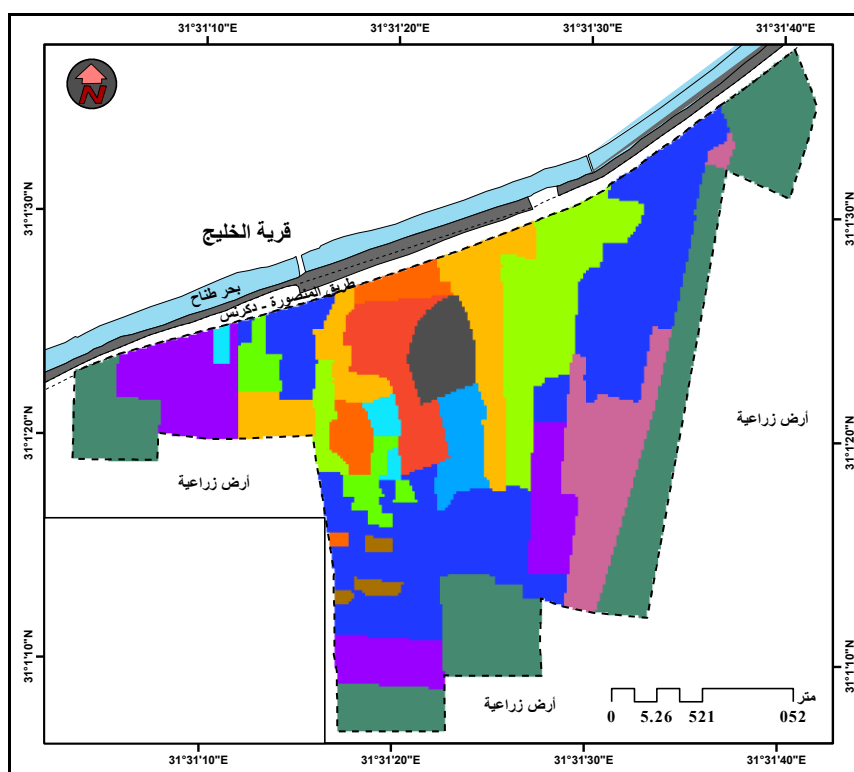 31°31'10"E 31°31'20"E 31°31'30"E 31°31'40"E
N
31°1'30"N
31°1'30"N
قرية الخليج
بحر طناح
طريق المنصورة - دكرنس
31°1'20"N
31°1'20"N
أرض زراعية
أرض زراعية
31°1'10"N
31°1'10"N
أرض زراعية
متر
0 5.26 521 052
31°31'10"E 31°31'20"E 31°31'30"E 31°31'40"E